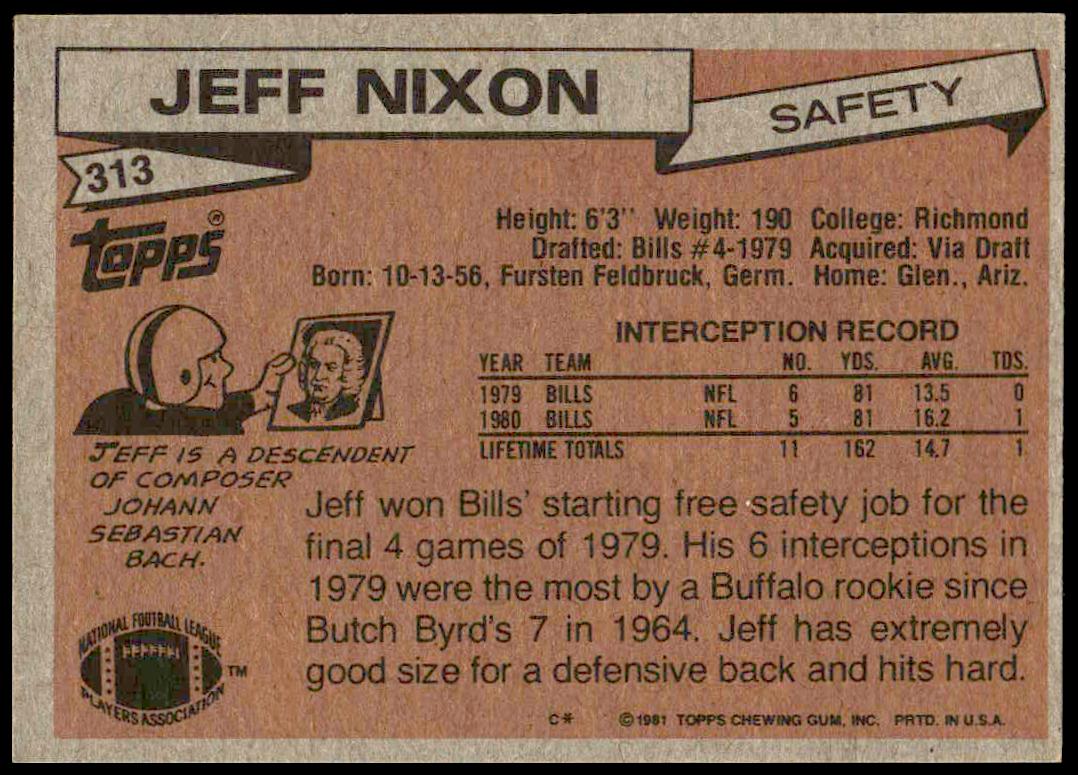 JEFF NIXON
SAFETY
313
topps®
Height: 6'3" Weight: 190 College: Richmond
Drafted: Bills #4-1979 Acquired: Via Draft
Born: 10-13-56, Fursten Feldbruck, Germ. Home: Glen., Ariz.
INTERCEPTION RECORD
YEAR TEAM NO. YDS. AVG. TDS.
1979 BILLS NFL 6 81 13.5 0
1980 BILLS NFL 5 81 16.2 1
LIFETIME TOTALS 11 162 14.7 1
JEFF IS A DESCENDENT
OF COMPOSER
JOHANN
SEBASTIAN
BACH.
Jeff won Bills' starting free safety job for the
final 4 games of 1979. His 6 interceptions in
1979 were the most by a Buffalo rookie since
Butch Byrd's 7 in 1964. Jeff has extremely
good size for a defensive back and hits hard.
NATIONAL FOOTBALL LEAGUE
PLAYERS ASSOCIATION
™
C* ©1981 TOPPS CHEWING GUM, INC. PRTD. IN U.S.A.